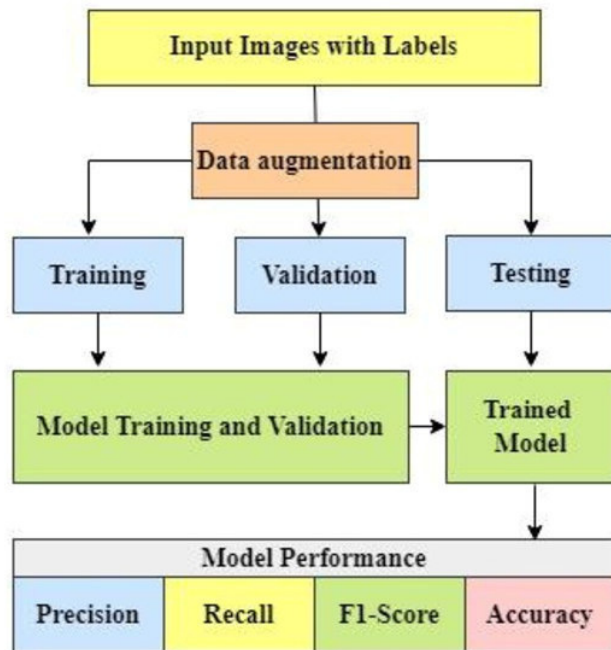 Input Images with Labels
Data augmentation
Training
Validation
Testing
Model Training and Validation
Trained
Model
Model Performance
Precision
Recall
F1-Score
Accuracy